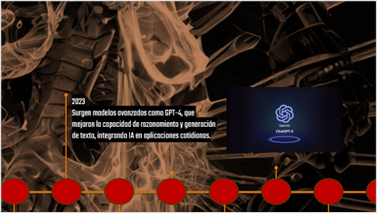 2023
Surgen modelos avanzados como GPT-4, que
mejoran la capacidad de razonamiento y generación
de texto, integrando IA en aplicaciones cotidianas.
OpenAI
ChatGPT-4